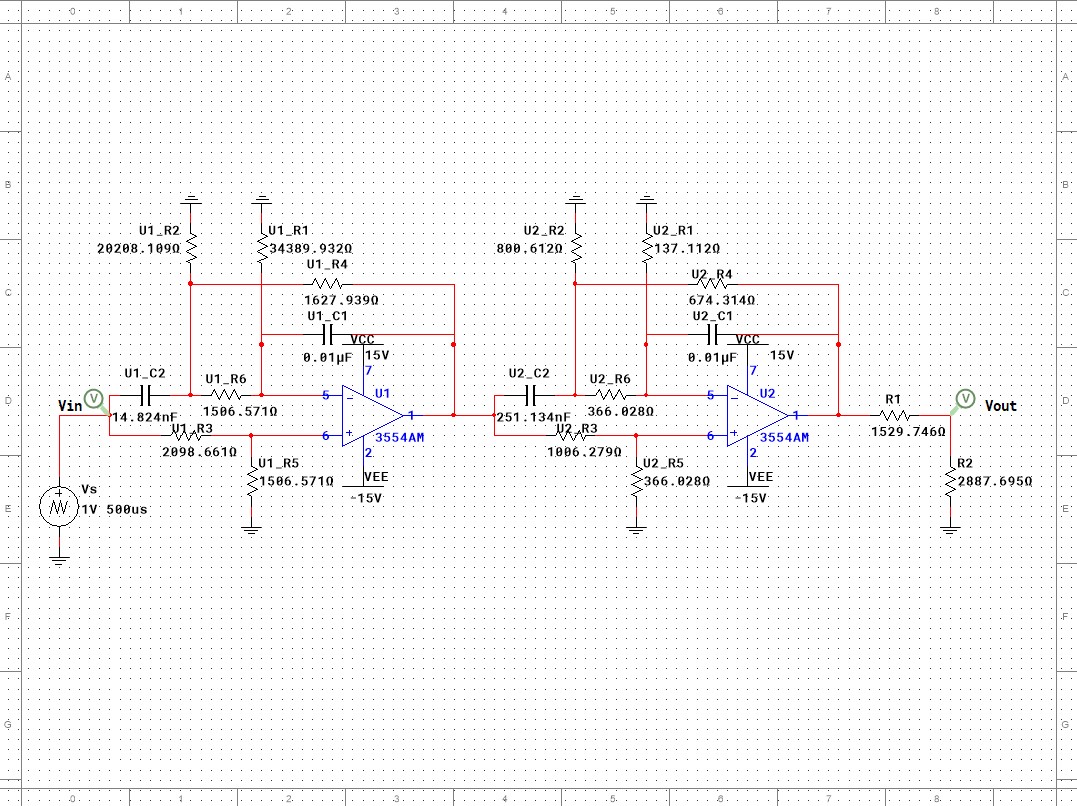 0 1 2 3 4 5 6 7 8
A A
B B
U1_R2 U1_R1 U2_R2 U2_R1
20208.109Ω 34389.932Ω 800.612Ω 137.112Ω
U1_R4 U2_R4
C C
1627.939Ω 674.314Ω
U1_C1 U2_C1
VCC VCC
0.01µF 15V 0.01µF 15V
U1_C2 7 U2_C2 7
U1_R6 U2_R6
Vin V 5 U1 5 U2 V Vout
D D
1506.571Ω 366.028Ω R1
14.824nF 1 251.134nF 1
U1_R3 6 3554AM U2_R3 6 3554AM 1529.746Ω
2098.661Ω 2 1006.279Ω 2
U1_R5 U2_R5 R2
1506.571Ω VEE 366.028Ω VEE 2887.695Ω
Vs -15V -15V
1V 500us
E E
F F
G G
0 1 2 3 4 5 6 7 8